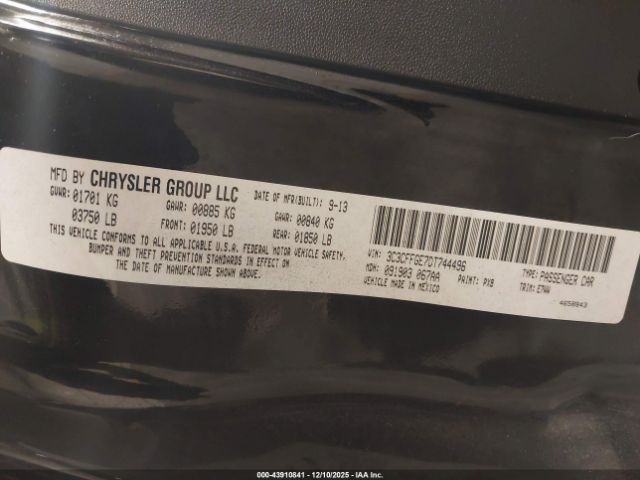 MFD BY CHRYSLER GROUP LLC DATE OF MFR(BUILT): 9-13
GVWR: 01701 KG GAWR: 00885 KG GAWR: 00840 KG
03750 LB FRONT: 01950 LB REAR: 01850 LB
THIS VEHICLE CONFORMS TO ALL APPLICABLE U.S.A. FEDERAL MOTOR VEHICLE SAFETY,
BUMPER AND THEFT PREVENTION STANDARDS IN EFFECT ON
THE DATE OF MANUFACTURE SHOWN ABOVE.
VIN: 3C3CFFGE7DT744496 TYPE: PASSENGER CAR
MDH: 091903 067AA PAINT: PX8 TRIM: E7WW
VEHICLE MADE IN MEXICO 4658943
000-43910841 - 12/10/2025 - IAA Inc.